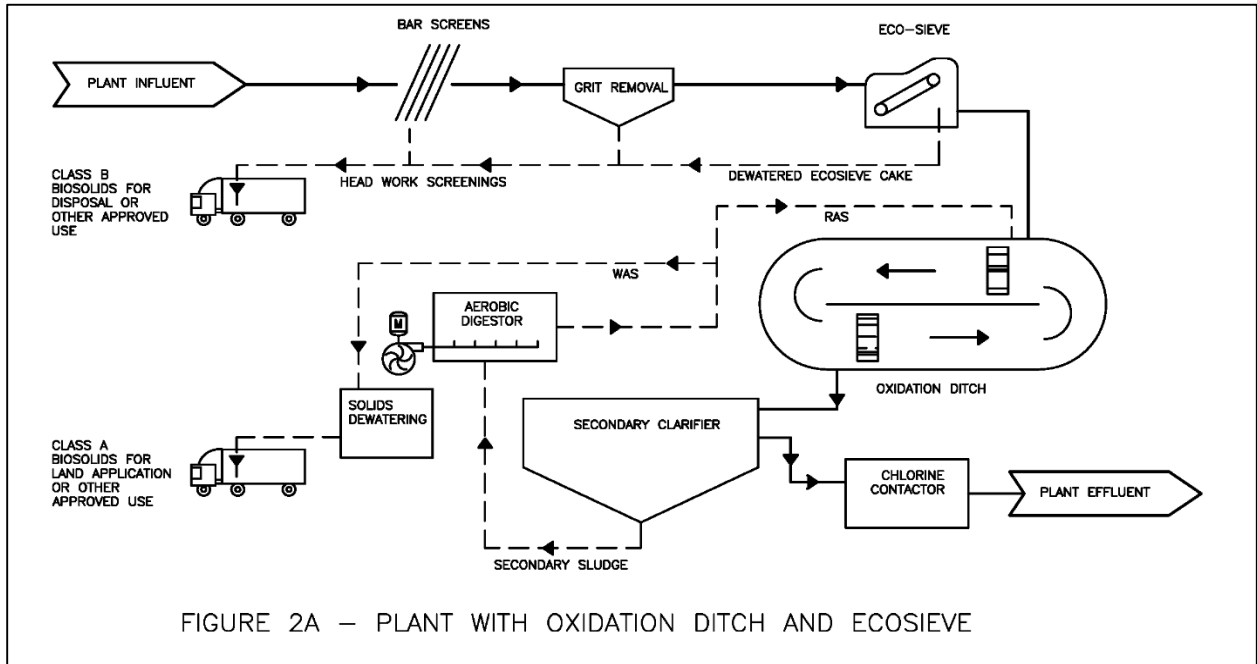 BAR SCREENS
ECO-SIEVE
PLANT INFLUENT
GRIT REMOVAL
CLASS B
BIOSOLIDS FOR
DISPOSAL OR
OTHER APPROVED
USE
HEAD WORK SCREENINGS
DEWATERED ECOSIEVE CAKE
RAS
WAS
AEROBIC
DIGESTOR
M
OXIDATION DITCH
SOLIDS
DEWATERING
SECONDARY CLARIFIER
CLASS A
BIOSOLIDS FOR
LAND APPLICATION
OR OTHER
APPROVED USE
CHLORINE
CONTACTOR
PLANT EFFLUENT
SECONDARY SLUDGE
FIGURE 2A – PLANT WITH OXIDATION DITCH AND ECOSIEVE